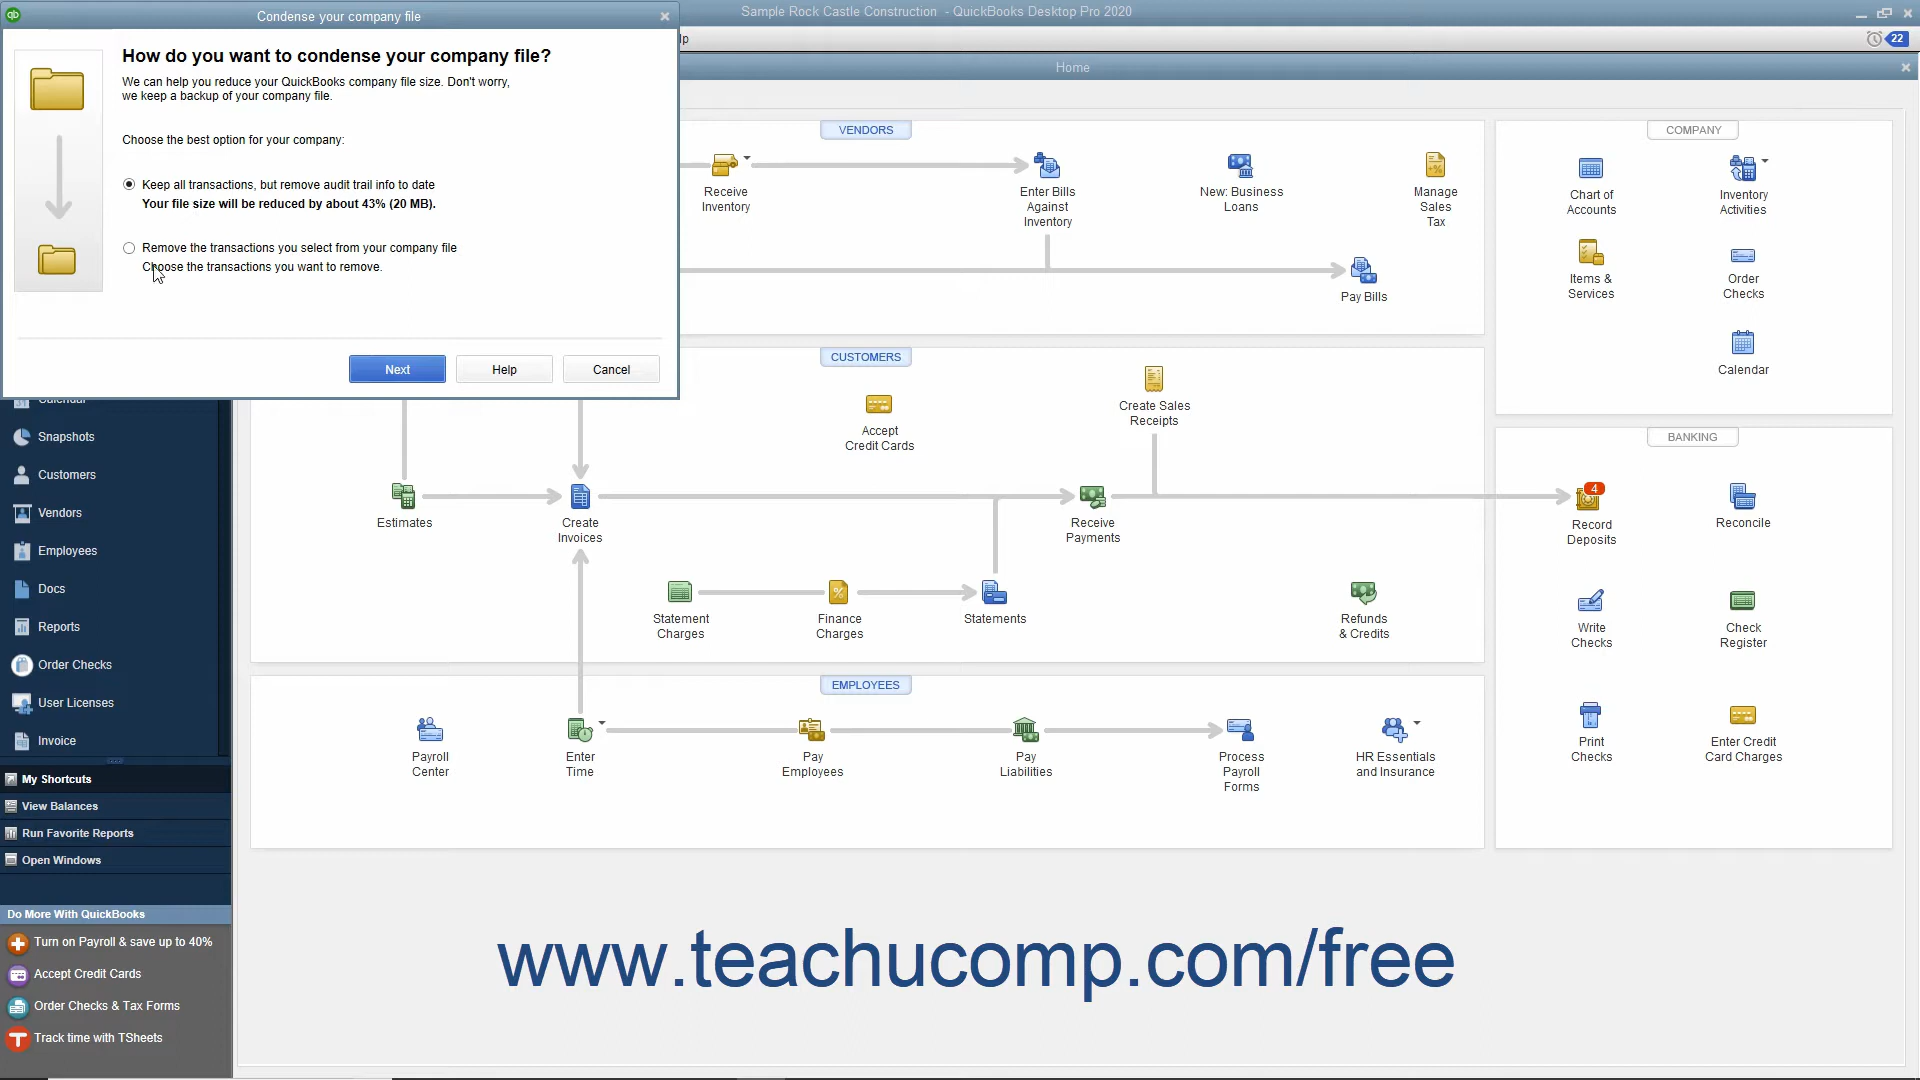 Condense your company file
Sample Rock Castle Construction - QuickBooks Desktop Pro 2020
lp
22
Home
How do you want to condense your company file?
We can help you reduce your QuickBooks company file size. Don't worry,
we keep a backup of your company file.
Choose the best option for your company:
Keep all transactions, but remove audit trail info to date
Your file size will be reduced by about 43% (20 MB).
Remove the transactions you select from your company file
Choose the transactions you want to remove.
Next
Help
Cancel
VENDORS
Receive
Inventory
Enter Bills
Against
Inventory
New: Business
Loans
Manage
Sales
Tax
Pay Bills
COMPANY
Chart of
Accounts
Inventory
Activities
Items &
Services
Order
Checks
Calendar
CUSTOMERS
Accept
Credit Cards
Create Sales
Receipts
Estimates
Create
Invoices
Receive
Payments
Statement
Charges
Finance
Charges
Statements
Refunds
& Credits
BANKING
4
Record
Deposits
Reconcile
Write
Checks
Check
Register
Print
Checks
Enter Credit
Card Charges
EMPLOYEES
Payroll
Center
Enter
Time
Pay
Employees
Pay
Liabilities
Process
Payroll
Forms
HR Essentials
and Insurance
Calendar
Snapshots
Customers
Vendors
Employees
Docs
Reports
Order Checks
User Licenses
Invoice
My Shortcuts
View Balances
Run Favorite Reports
Open Windows
Do More With QuickBooks
Turn on Payroll & save up to 40%
Accept Credit Cards
Order Checks & Tax Forms
Track time with TSheets
www.teachucomp.com/free